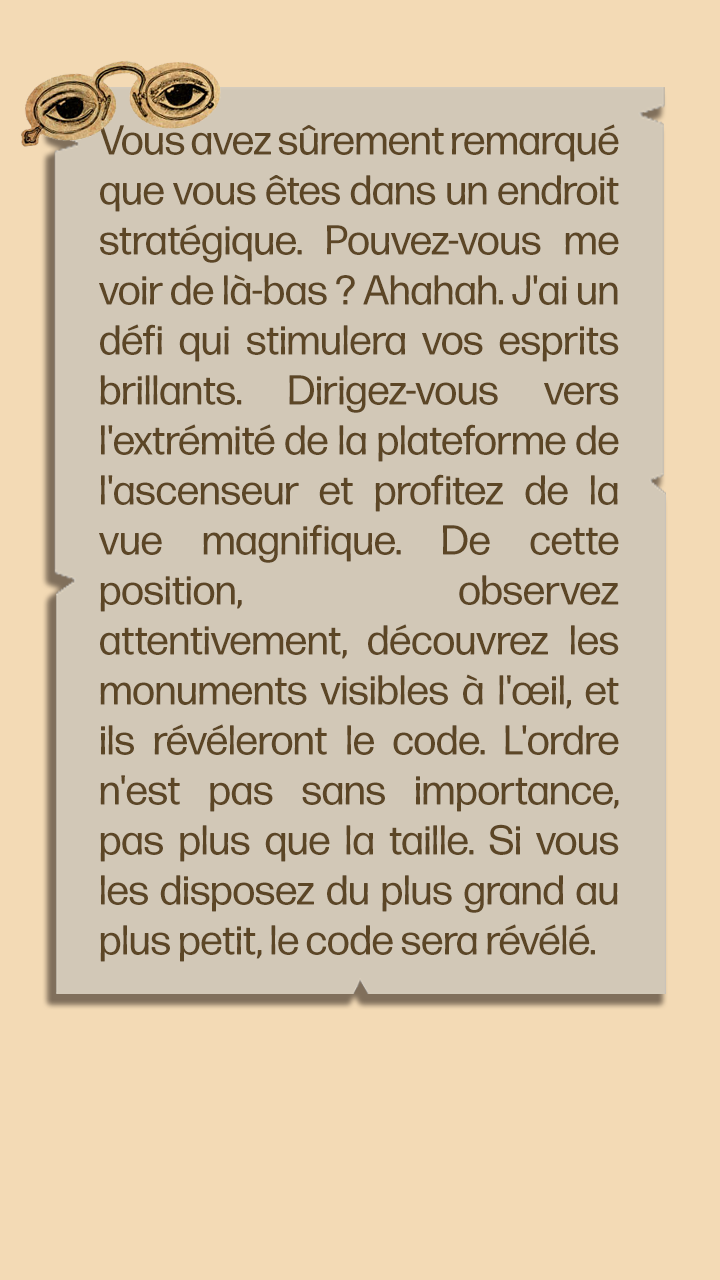 Vous avez sûrement remarqué
que vous êtes dans un endroit
stratégique. Pouvez-vous me
voir de là-bas ? Ahahah. J'ai un
défi qui stimulera vos esprits
brillants. Dirigez-vous vers
l'extrémité de la plateforme de
l'ascenseur et profitez de la
vue magnifique. De cette
position, observez
attentivement, découvrez les
monuments visibles à l'œil, et
ils révéleront le code. L'ordre
n'est pas sans importance,
pas plus que la taille. Si vous
les disposez du plus grand au
plus petit, le code sera révélé.